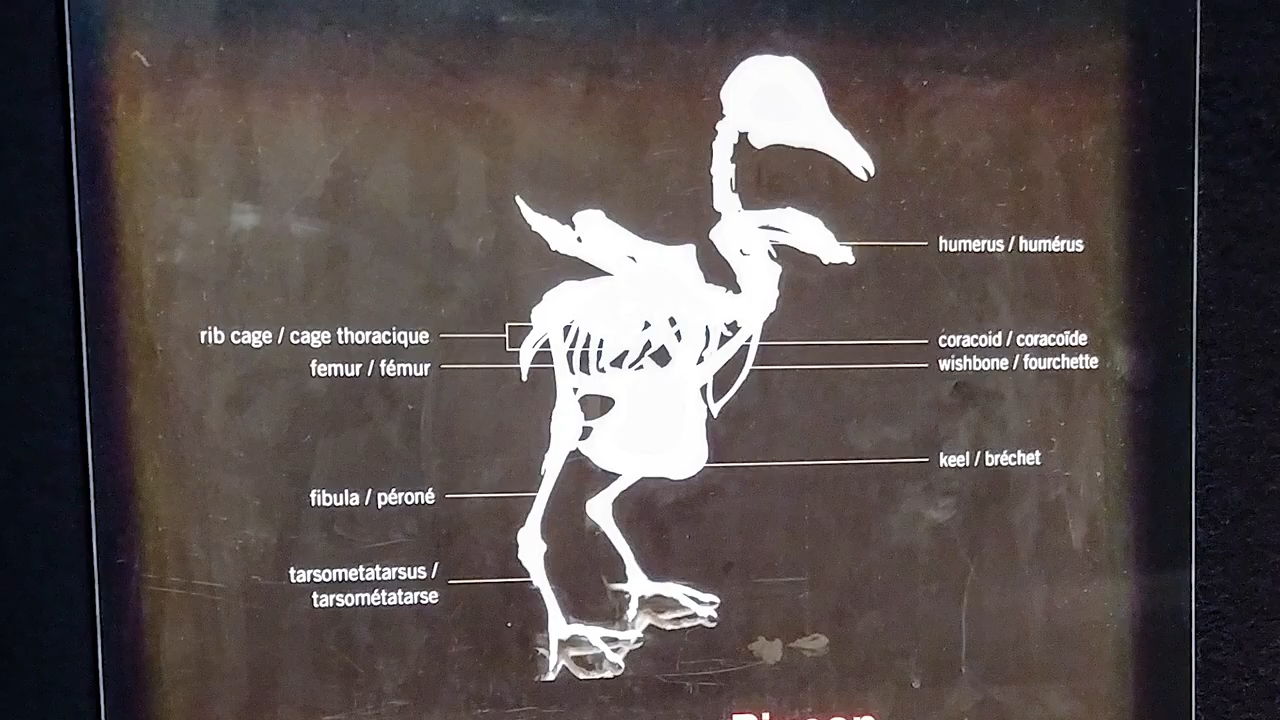 humerus / humérus
rib cage / cage thoracique
coracoid / coracoïde
femur / fémur
wishbone / fourchette
keel / bréchet
fibula / péroné
tarsometatarsus /
tarsométatarse